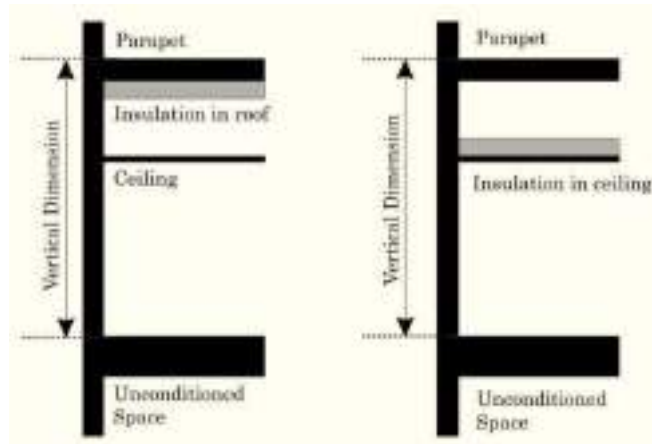 Parapet
Insulation in roof
Ceiling
Vertical Dimension
Unconditioned
Space
Parapet
Insulation in ceiling
Vertical Dimension
Unconditioned
Space